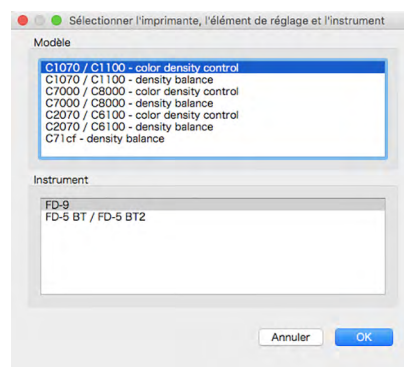 Sélectionner l'imprimante, l'élément de réglage et l'instrument
Modèle
C1070 / C1100 - color density control
C1070 / C1100 - density balance
C7000 / C8000 - color density control
C7000 / C8000 - density balance
C2070 / C6100 - color density control
C2070 / C6100 - density balance
C71cf - density balance
Instrument
FD-9
FD-5 BT / FD-5 BT2
Annuler
OK